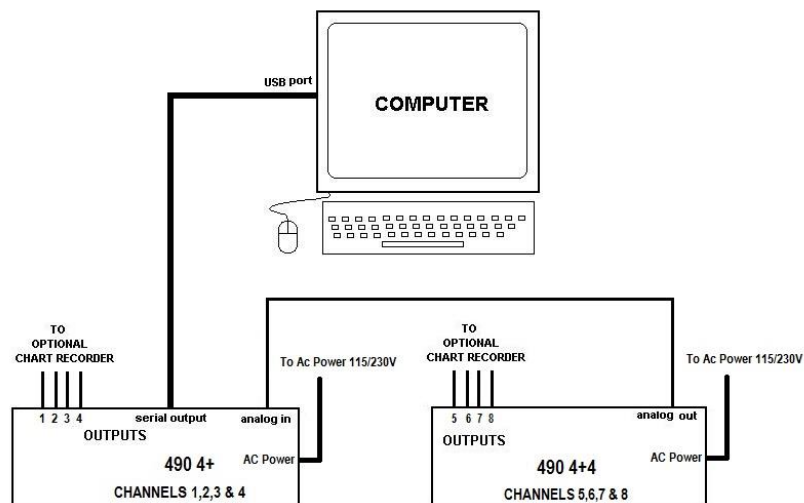 USB port
COMPUTER
TO
OPTIONAL
CHART RECORDER
To Ac Power 115/230V
TO
OPTIONAL
CHART RECORDER
To Ac Power 115/230V
1 2 3 4
serial output
analog in
OUTPUTS
AC Power
490 4+
CHANNELS 1,2,3 & 4
5 6 7 8
analog out
OUTPUTS
AC Power
490 4+4
CHANNELS 5,6,7 & 8